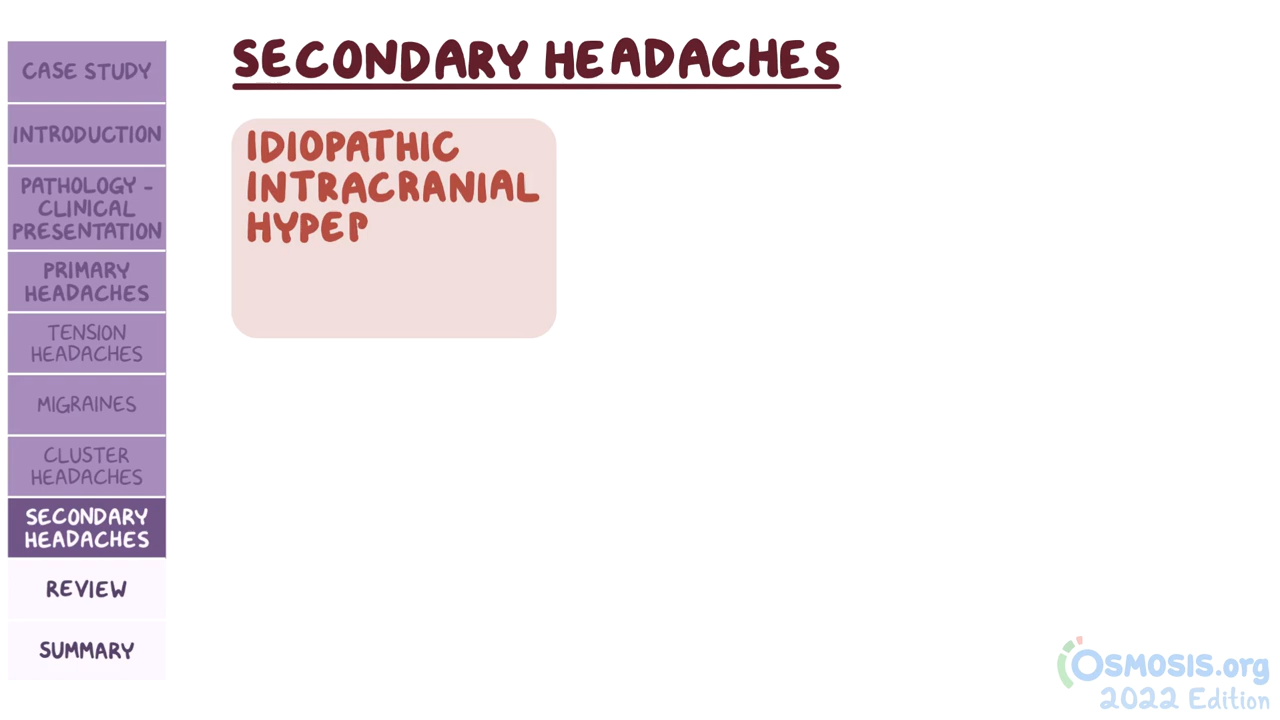 CASE STUDY
INTRODUCTION
PATHOLOGY -
CLINICAL
PRESENTATION
PRIMARY
HEADACHES
TENSION
HEADACHES
MIGRAINES
CLUSTER
HEADACHES
SECONDARY
HEADACHES
REVIEW
SUMMARY
SECONDARY HEADACHES
IDIOPATHIC
INTRACRANIAL
HYPEP
OSMOSIS.org
2022 Edition